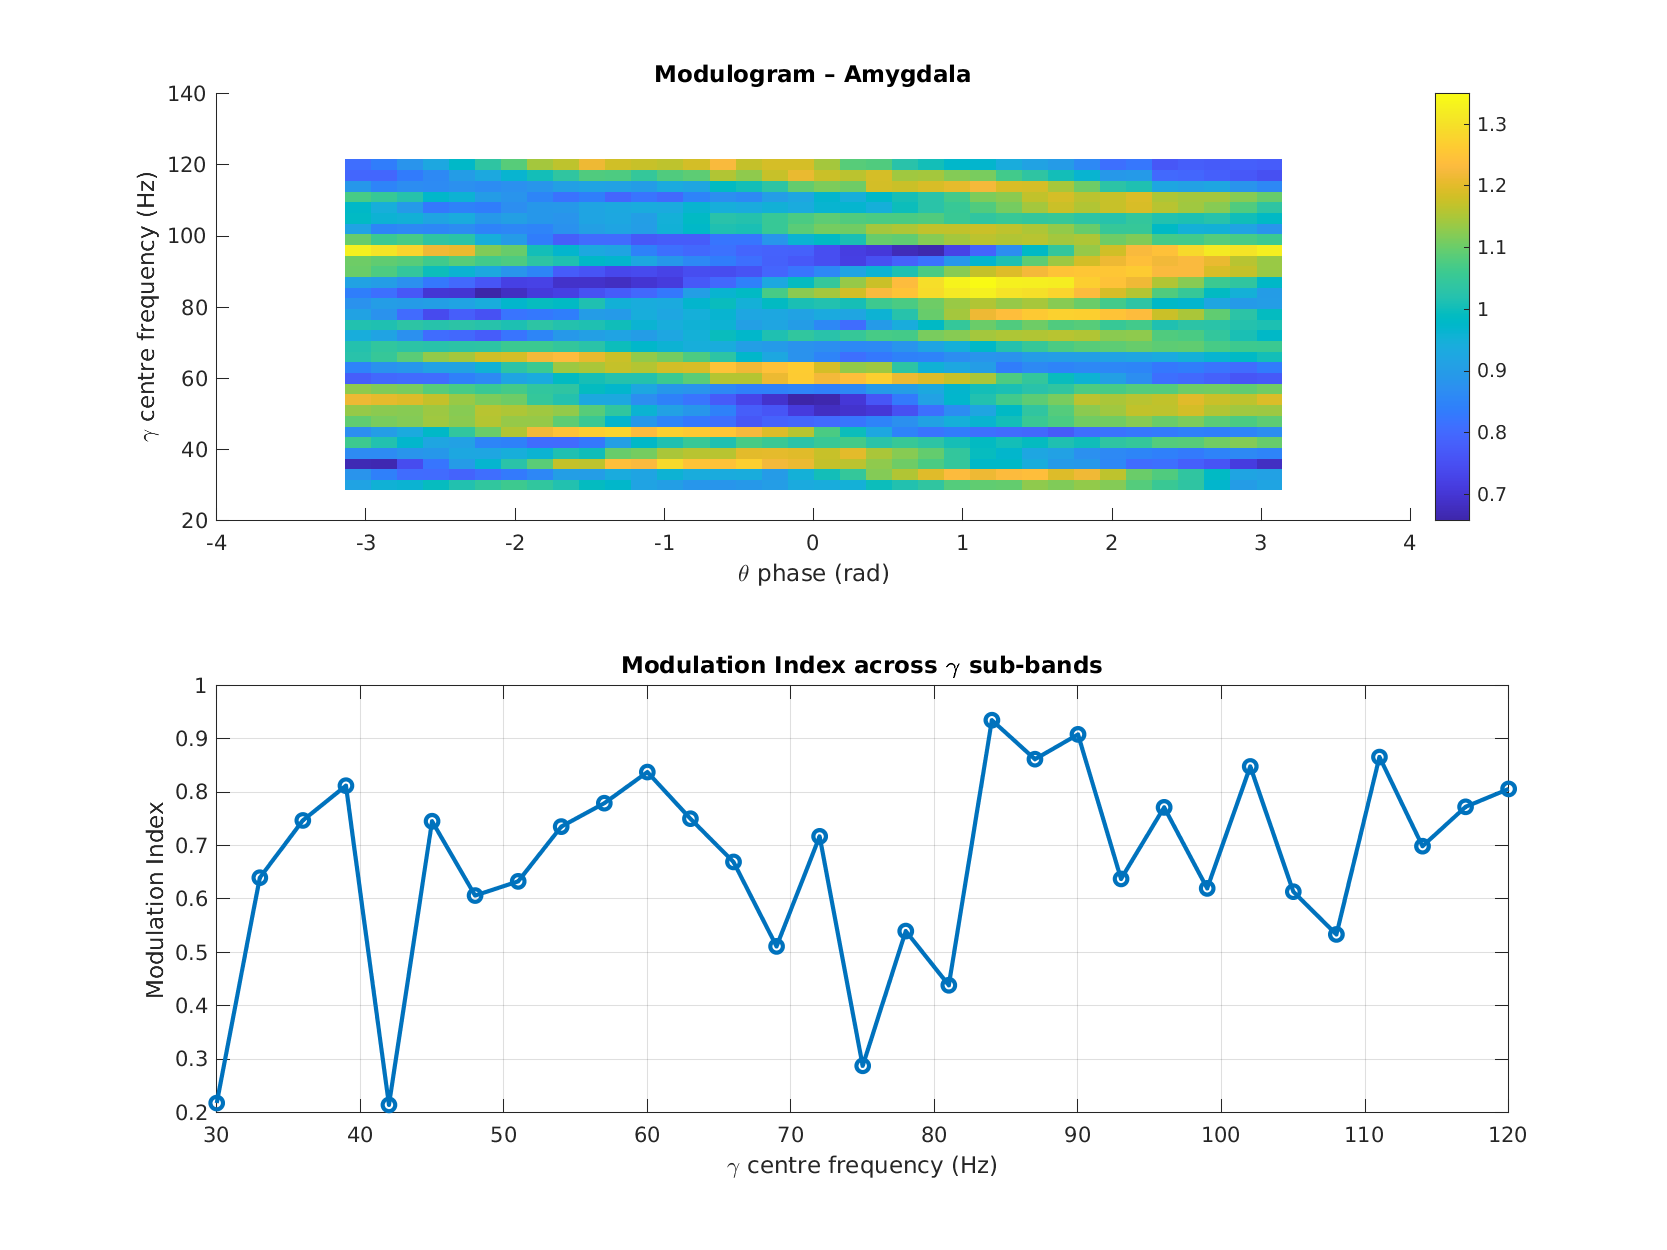 Modulogram – Amygdala
140
120
100
80
60
40
20
γ centre frequency (Hz)
-4 -3 -2 -1 0 1 2 3 4
θ phase (rad)
1.3
1.2
1.1
1
0.9
0.8
0.7
Modulation Index across γ sub-bands
1
0.9
0.8
0.7
0.6
0.5
0.4
0.3
0.2
Modulation Index
30 40 50 60 70 80 90 100 110 120
γ centre frequency (Hz)